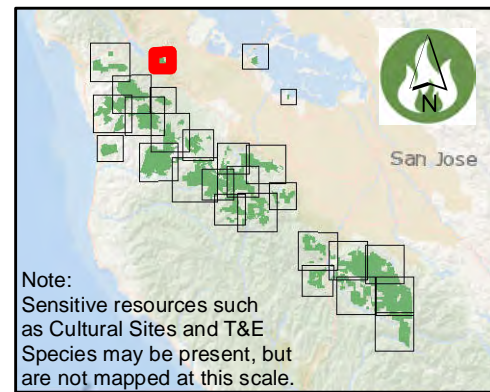 N
San Jose
Note:
Sensitive resources such
as Cultural Sites and T&E
Species may be present, but
are not mapped at this scale.